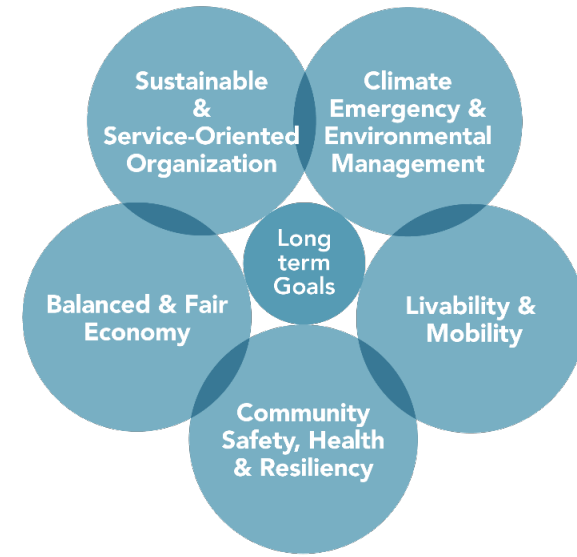 Sustainable
&
Service-Oriented
Organization
Climate
Emergency &
Environmental
Management
Long
term
Goals
Balanced & Fair
Economy
Livability &
Mobility
Community
Safety, Health
& Resiliency